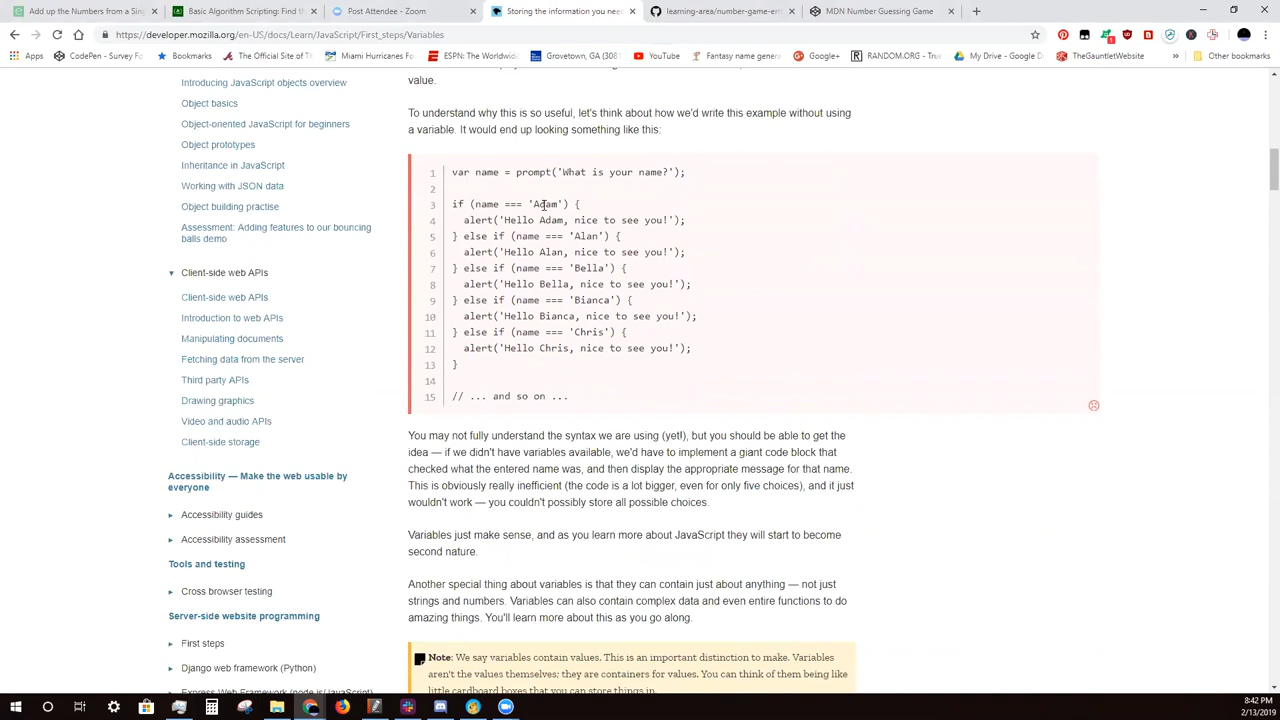 add up the Numbers from a Sin
Basic Algorithm Scripting: Find th
Post Attendee - Zoom
Storing the information you need
learning-area/number-game-err
MDN Number Guessing Game
https://developer.mozilla.org/en-US/docs/Learn/JavaScript/First_steps/Variables
Apps
CodePen - Survey Fo
The Official Site of Th
Miami Hurricanes Fet
ESPN: The Worldwid
Grovetown, GA (3081
YouTube
Fantasy name genera
Google+
RANDOM.ORG - True
My Drive - Google D
TheGauntletWebsite
»
Other bookmarks
Introducing JavaScript objects overview
Object basics
Object-oriented JavaScript for beginners
Object prototypes
Inheritance in JavaScript
Working with JSON data
Object building practise
Assessment: Adding features to our bouncing
balls demo
Client-side web APIs
Client-side web APIs
Introduction to web APIs
Manipulating documents
Fetching data from the server
Third party APIs
Drawing graphics
Video and audio APIs
Client-side storage
Accessibility — Make the web usable by
everyone
Accessibility guides
Accessibility assessment
Tools and testing
Cross browser testing
Server-side website programming
First steps
Django web framework (Python)
Express Web Framework (node.js/JavaScript)
value.
To understand why this is so useful, let's think about how we'd write this example without using
a variable. It would end up looking something like this:
1 var name = prompt('What is your name?');
2
3 if (name === 'Adam') {
4 alert('Hello Adam, nice to see you!');
5 } else if (name === 'Alan') {
6 alert('Hello Alan, nice to see you!');
7 } else if (name === 'Bella') {
8 alert('Hello Bella, nice to see you!');
9 } else if (name === 'Bianca') {
10 alert('Hello Bianca, nice to see you!');
11 } else if (name === 'Chris') {
12 alert('Hello Chris, nice to see you!');
13 }
14
15 // ... and so on ...
You may not fully understand the syntax we are using (yet!), but you should be able to get the
idea — if we didn't have variables available, we'd have to implement a giant code block that
checked what the entered name was, and then display the appropriate message for that name.
This is obviously really inefficient (the code is a lot bigger, even for only five choices), and it just
wouldn't work — you couldn't possibly store all possible choices.
Variables just make sense, and as you learn more about JavaScript they will start to become
second nature.
Another special thing about variables is that they can contain just about anything — not just
strings and numbers. Variables can also contain complex data and even entire functions to do
amazing things. You'll learn more about this as you go along.
Note: We say variables contain values. This is an important distinction to make. Variables
aren't the values themselves; they are containers for values. You can think of them being like
little cardboard boxes that you can store things in.
8:42 PM
2/13/2019